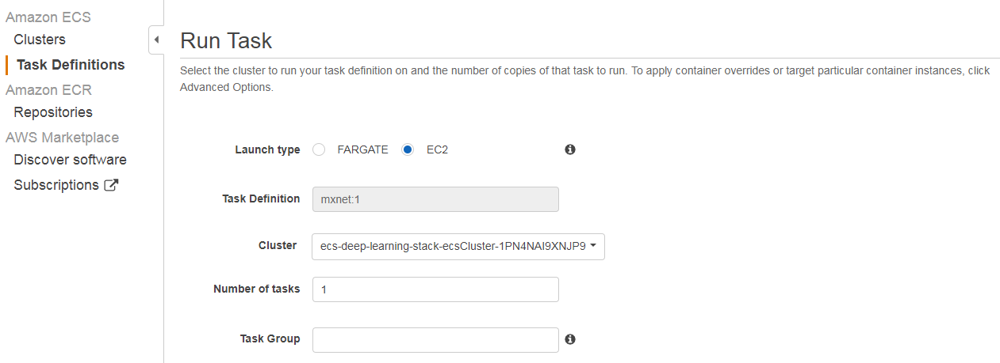 Amazon ECS
Clusters
Task Definitions
Amazon ECR
Repositories
AWS Marketplace
Discover software
Subscriptions
Run Task
Select the cluster to run your task definition on and the number of copies of that task to run. To apply container overrides or target particular container instances, click
Advanced Options.
Launch type FARGATE EC2
Task Definition mxnet:1
Cluster ecs-deep-learning-stack-ecsCluster-1PN4NAI9XNJP9
Number of tasks 1
Task Group